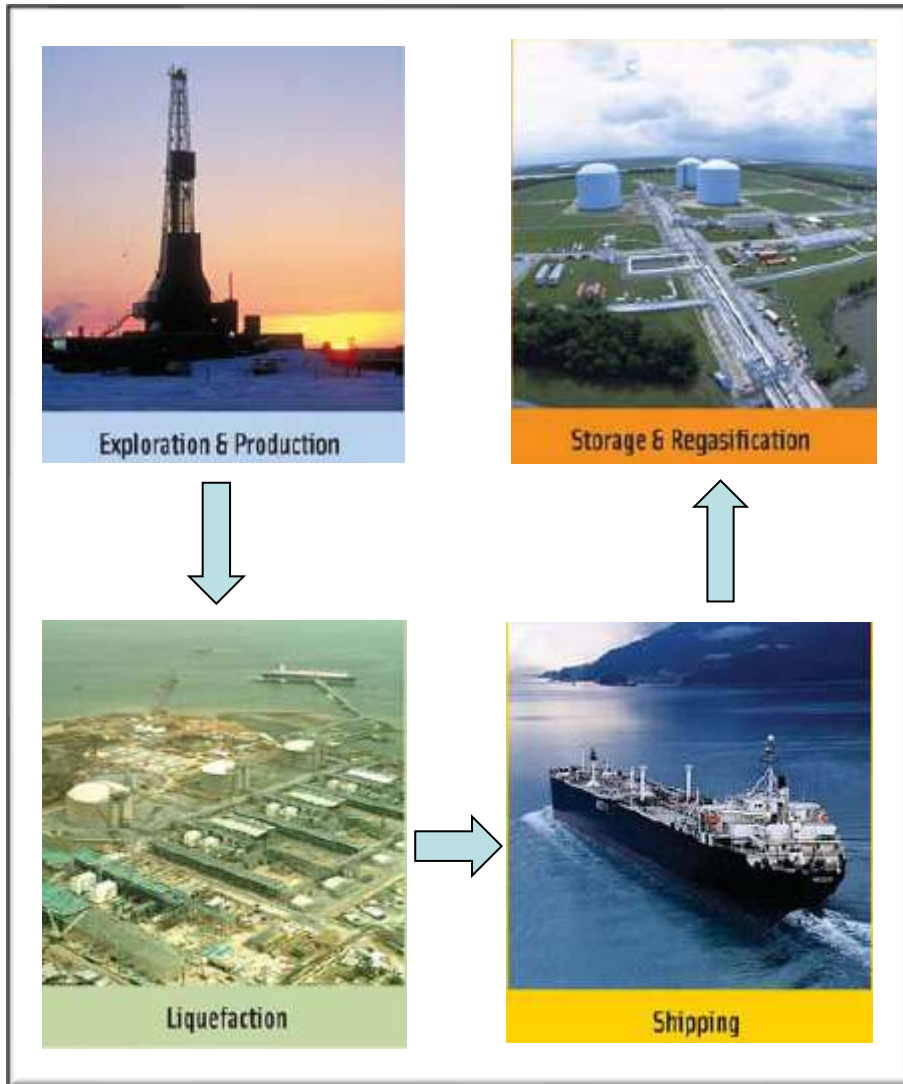 Exploration & Production
Storage & Regasification
Liquefaction
Shipping